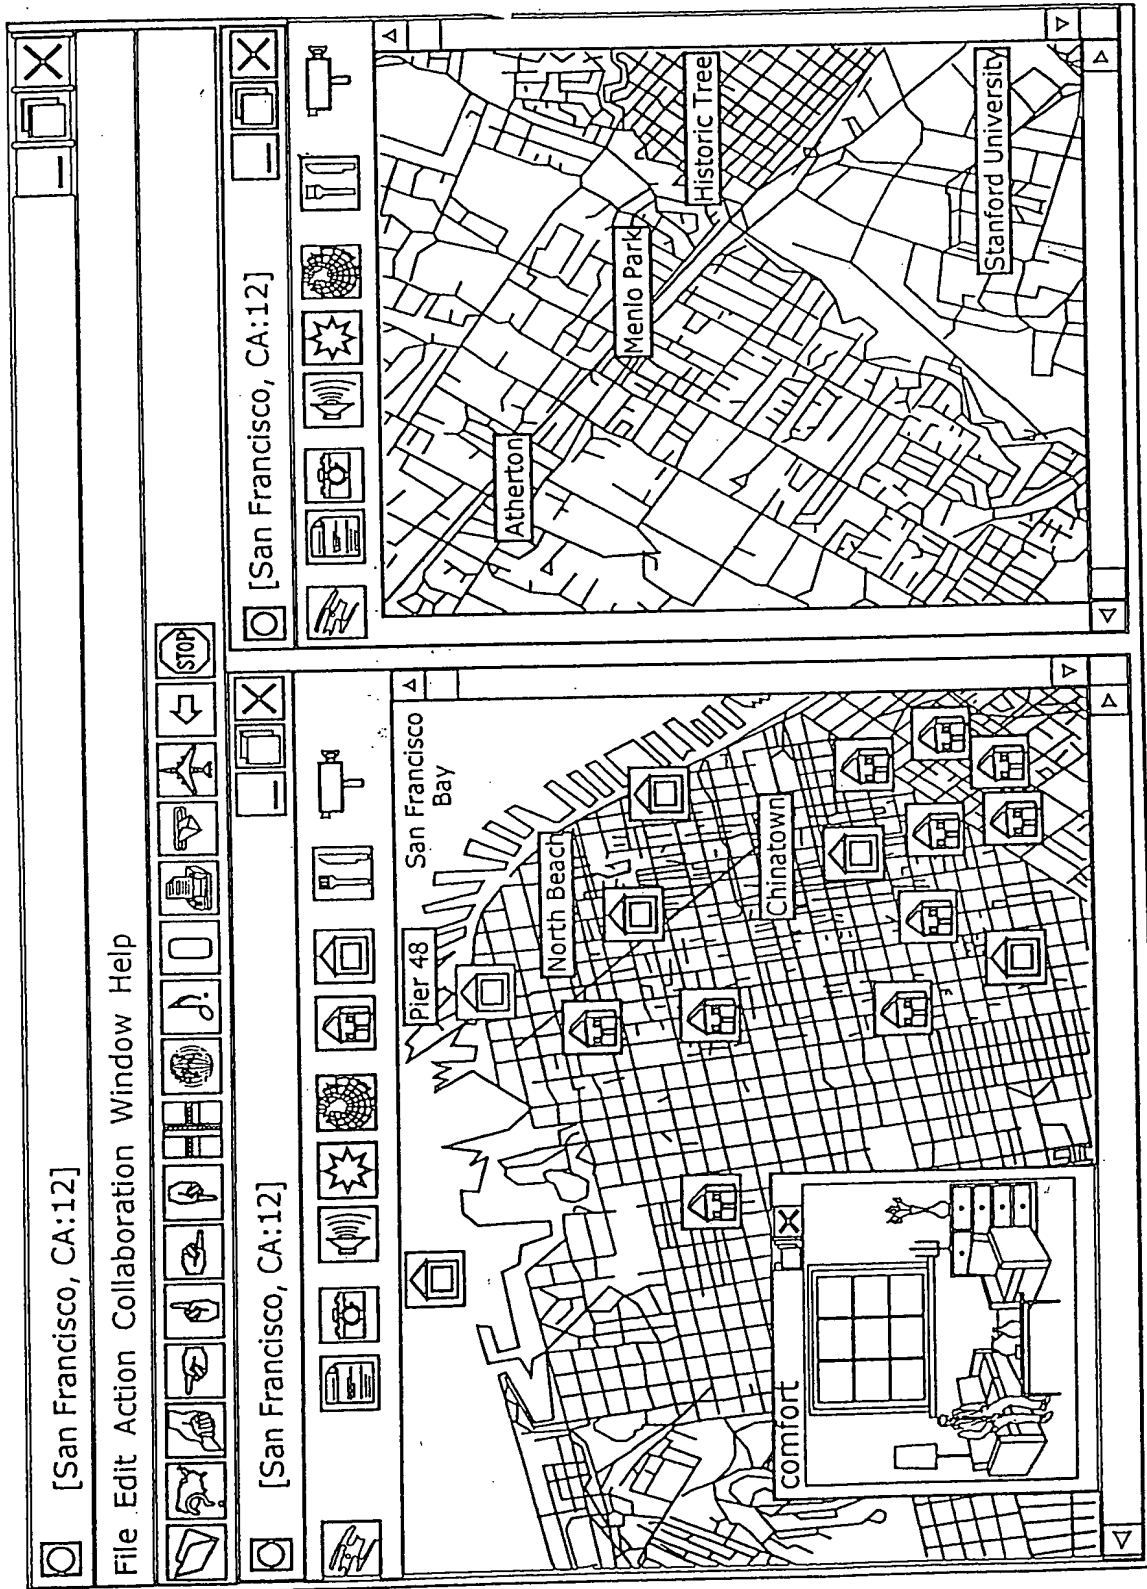 [San Francisco, CA:12]
File Edit Action Collaboration Window Help
STOP
[San Francisco, CA:12]
San Francisco
Bay
Pier 48
North Beach
Chinatown
comfort
[San Francisco, CA:12]
Atherton
Menlo Park
Historic Tree
Stanford University